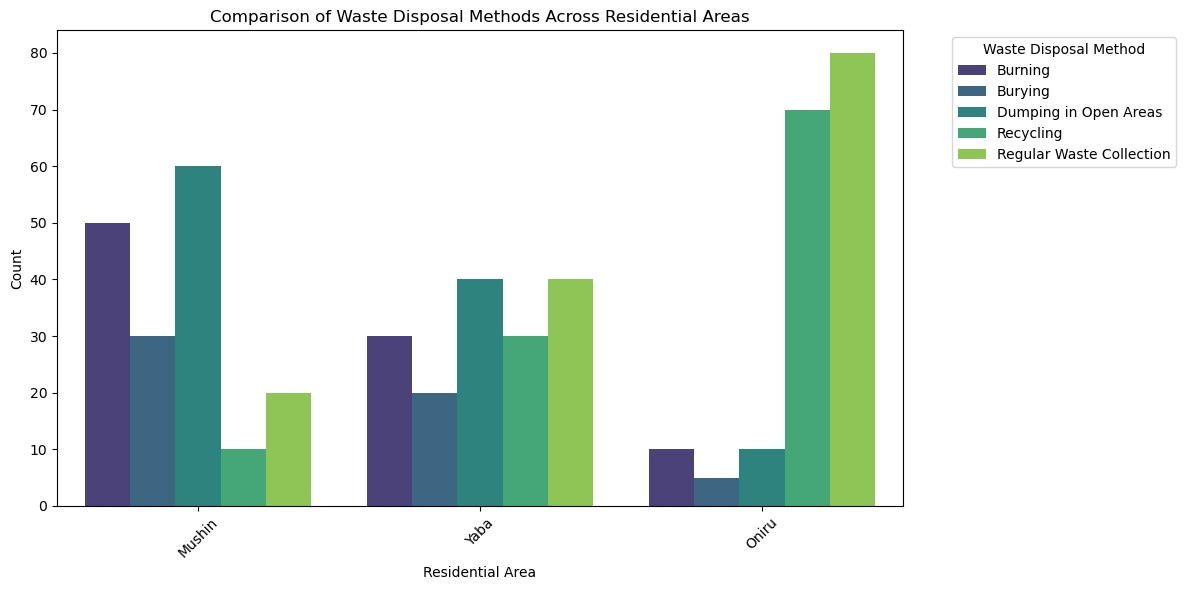 Comparison of Waste Disposal Methods Across Residential Areas
Waste Disposal Method
Burning
Burying
Dumping in Open Areas
Recycling
Regular Waste Collection
Count
80
70
60
50
40
30
20
10
0
Mushin
Yaba
Oniru
Residential Area